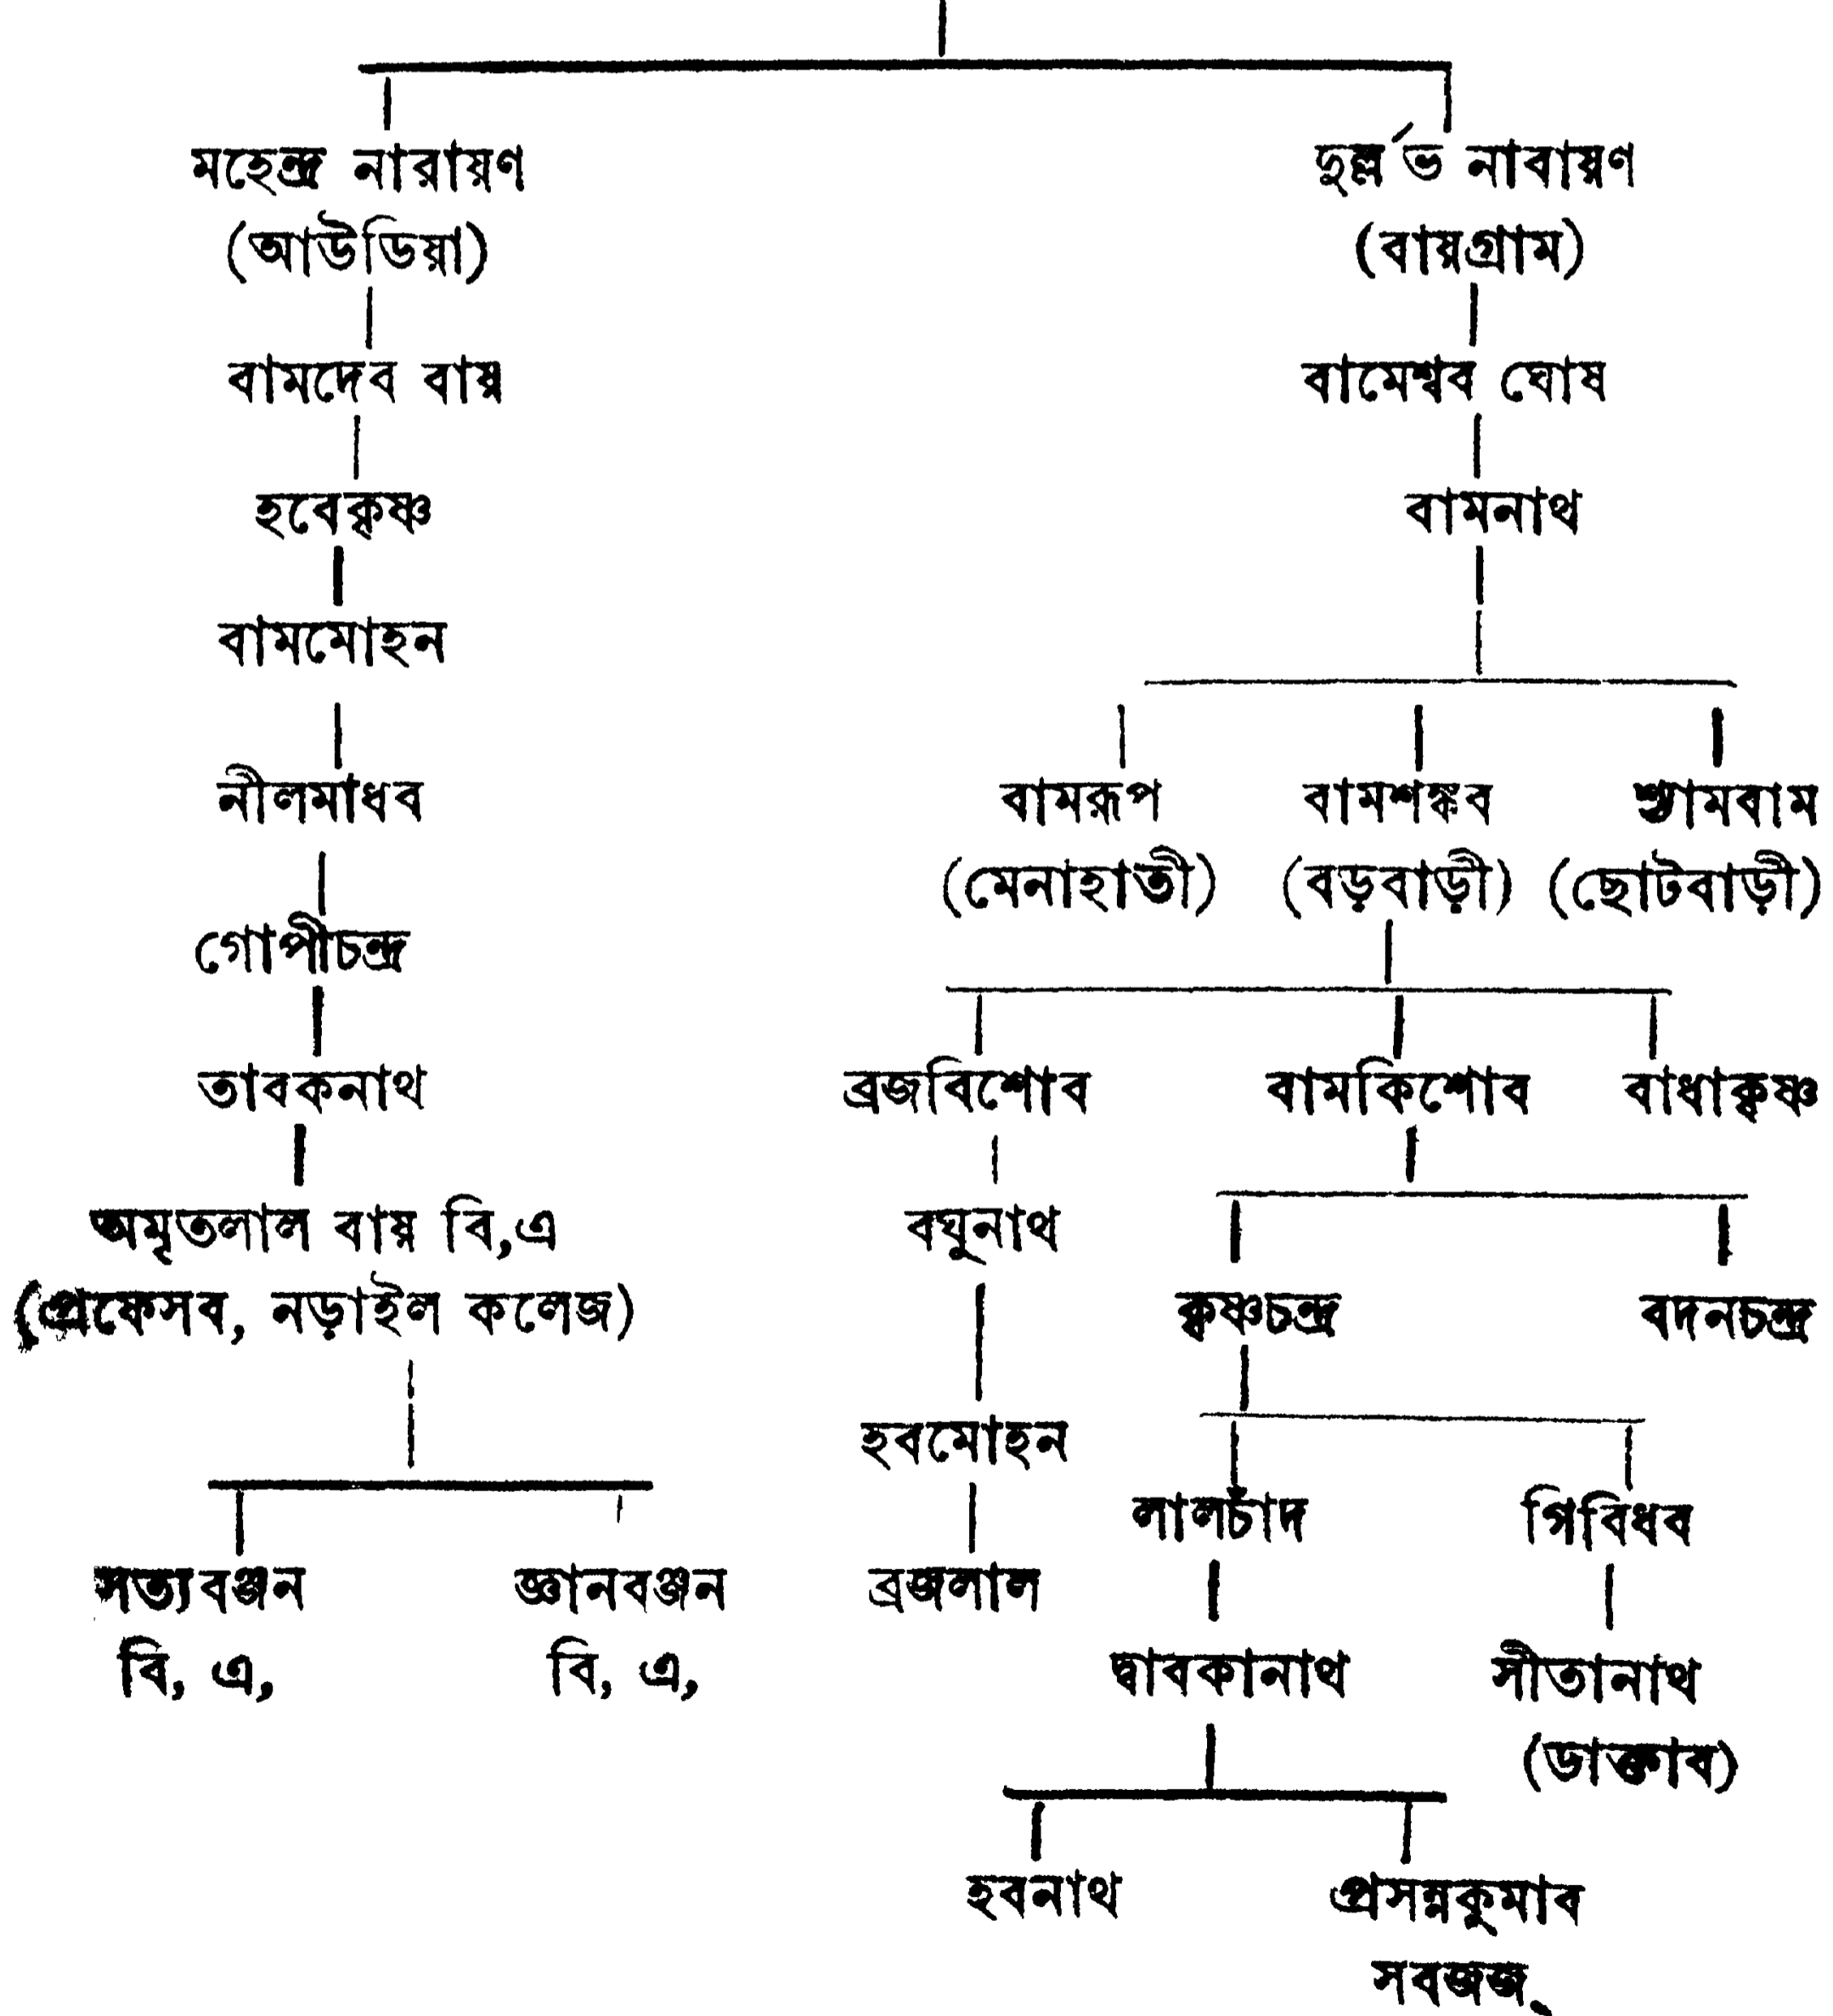 মহেন্দ্র নারায়ণ দুর্ল্লভ নাবায়ণ
(আউডিয়া) (বায়গ্রাম)
বামদেব বায় বামেশ্বব ঘোষ
হবেকৃষ্ণ বামনাথ
বামমোহন
নীলমাধব বামরূপ বামশঙ্কব শ্যামবাম
(মেনাহাতী) (বড়বাড়ী) (ছোটবাড়ী)
গোপীচন্দ্র
তাবকনাথ ব্রজবিশোব বামকিশোব বাধাকৃষ্ণ
অমৃতলাল বায় বি,এ বঘুনাথ
(প্রফেসব, নড়াইল কলেজ) কৃষ্ণচন্দ্র বদনচন্দ্র
হবমোহন
লালচাঁদ গিবিধব
সত্যবঞ্জন জ্ঞানবঞ্জন ব্রজলাল
বি, এ, বি, এ, দ্বাবকানাথ সীতানাথ
(ডাক্তাব)
হবনাথ প্রসন্নকুমাব
সবজজ্